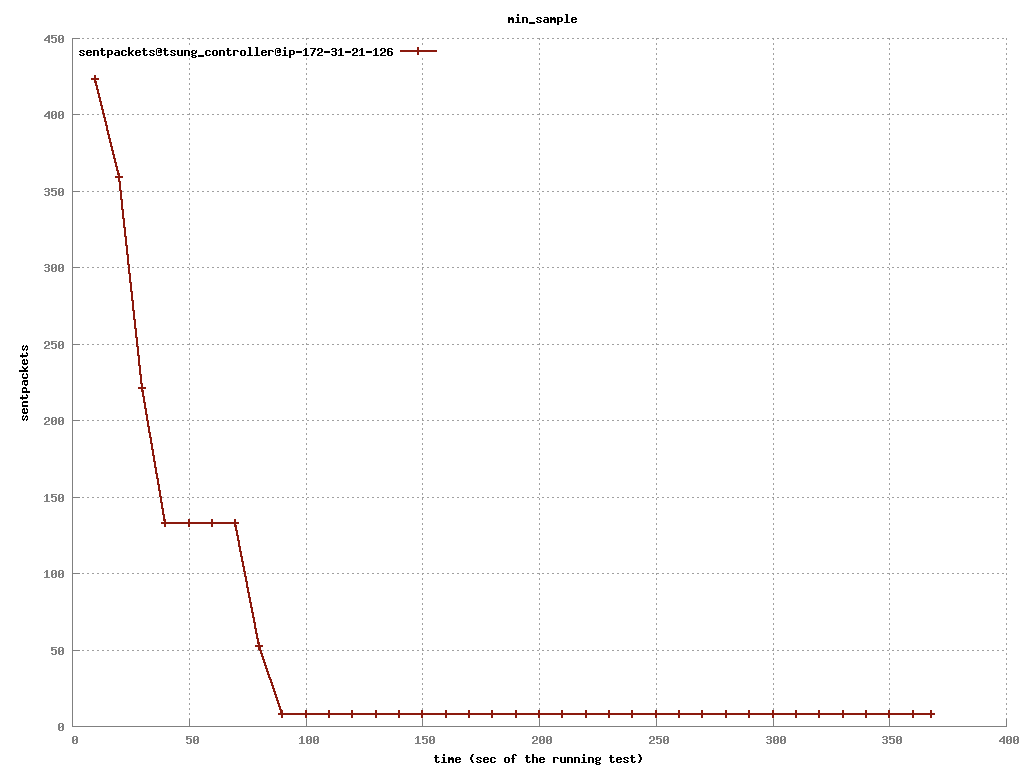 min_sample
450
sentpackets@tsung_controller@ip-172-31-21-126
400
350
300
250
sentpackets
200
150
100
50
0
0 50 100 150 200 250 300 350 400
time (sec of the running test)